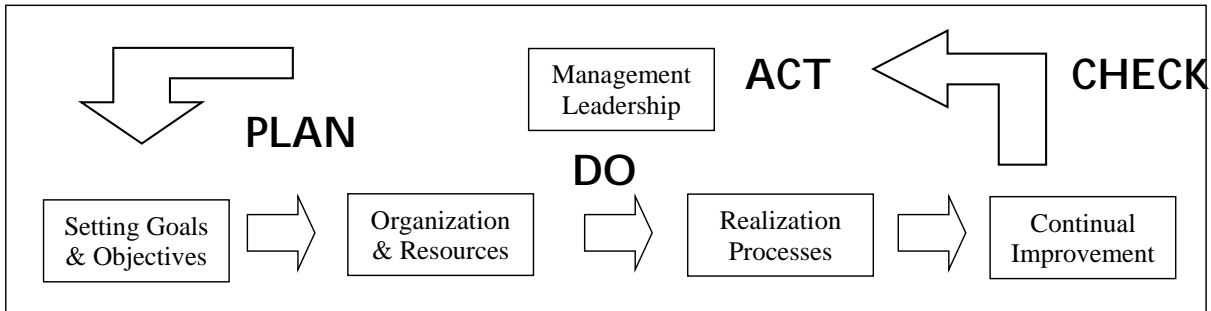 Management
Leadership
ACT
CHECK
PLAN
DO
Setting Goals
& Objectives
Organization
& Resources
Realization
Processes
Continual
Improvement